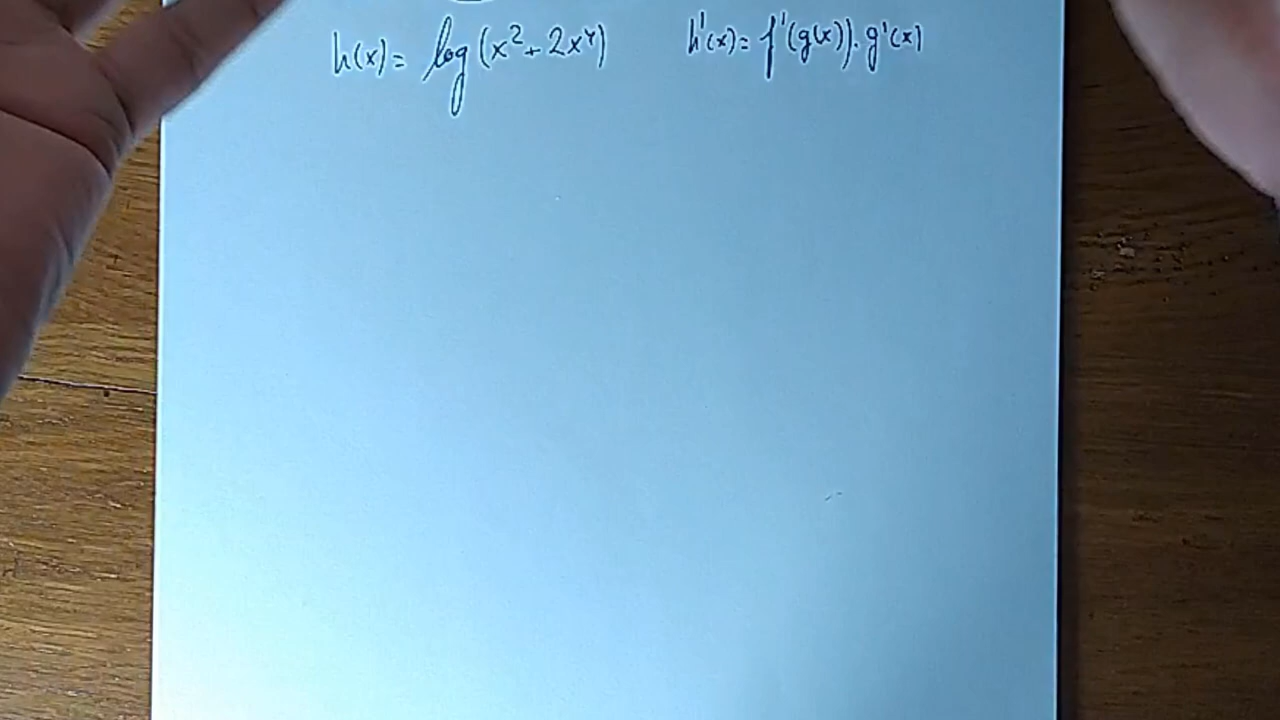 h(x) = log (x² + 2x⁴) h'(x) = f'(g(x)) · g'(x)